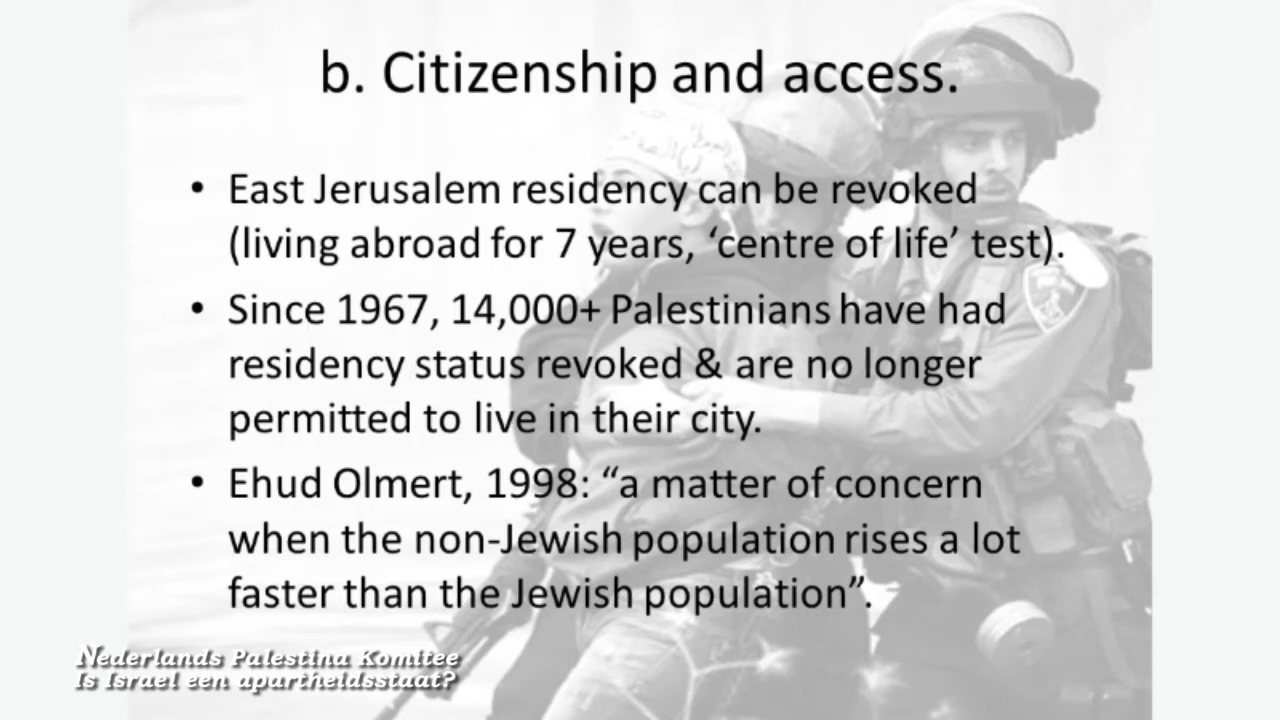 b. Citizenship and access.
• East Jerusalem residency can be revoked
(living abroad for 7 years, ‘centre of life’ test).
• Since 1967, 14,000+ Palestinians have had
residency status revoked & are no longer
permitted to live in their city.
• Ehud Olmert, 1998: “a matter of concern
when the non-Jewish population rises a lot
faster than the Jewish population”.
Nederlands Palestina Komitee
Is Israel een apartheidsstaat?